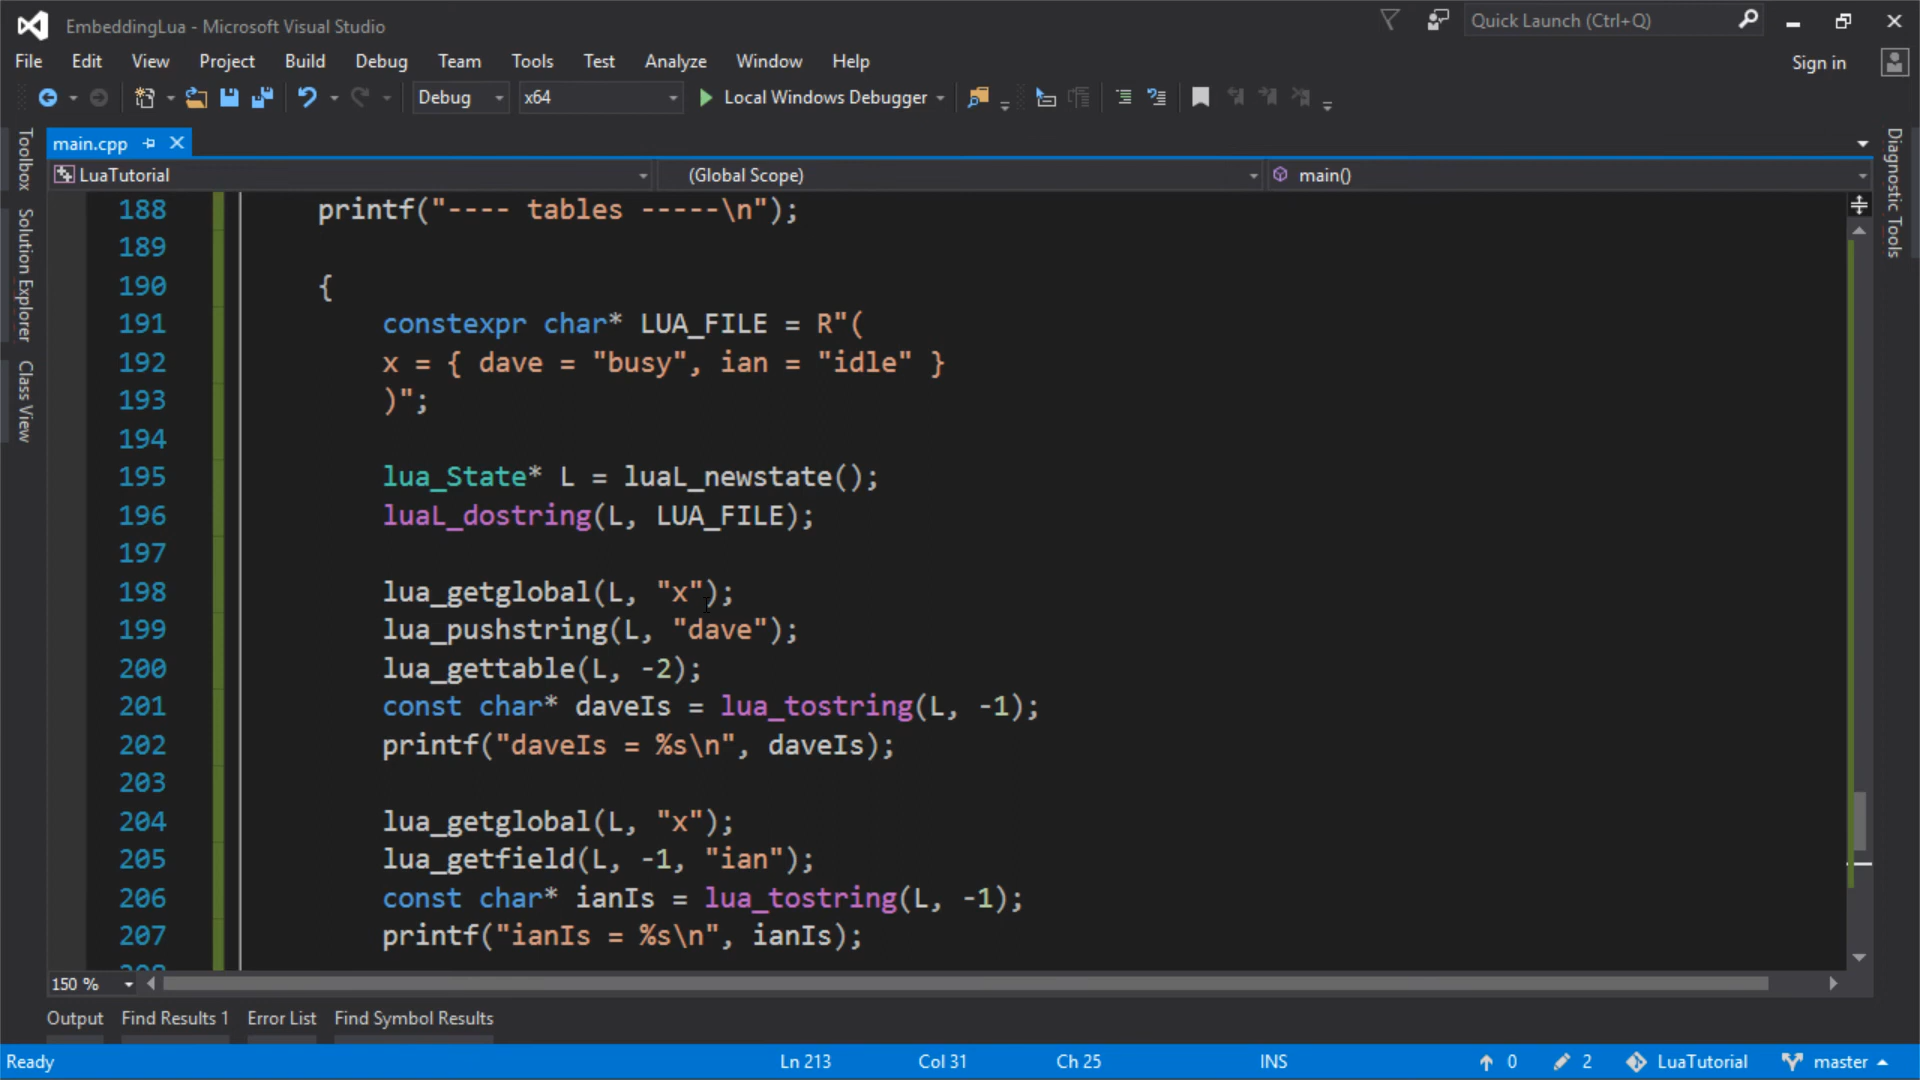 EmbeddingLua - Microsoft Visual Studio
Quick Launch (Ctrl+Q)
File Edit View Project Build Debug Team Tools Test Analyze Window Help
Sign in
Debug x64 Local Windows Debugger
Toolbox
Solution Explorer
Class View
Diagnostic Tools
main.cpp
LuaTutorial (Global Scope) main()
188 printf("---- tables -----\n");
189
190 {
191 constexpr char* LUA_FILE = R"(
192 x = { dave = "busy", ian = "idle" }
193 )";
194
195 lua_State* L = luaL_newstate();
196 luaL_dostring(L, LUA_FILE);
197
198 lua_getglobal(L, "x");
199 lua_pushstring(L, "dave");
200 lua_gettable(L, -2);
201 const char* daveIs = lua_tostring(L, -1);
202 printf("daveIs = %s\n", daveIs);
203
204 lua_getglobal(L, "x");
205 lua_getfield(L, -1, "ian");
206 const char* ianIs = lua_tostring(L, -1);
207 printf("ianIs = %s\n", ianIs);
150 %
Output Find Results 1 Error List Find Symbol Results
Ready Ln 213 Col 31 Ch 25 INS 0 2 LuaTutorial master